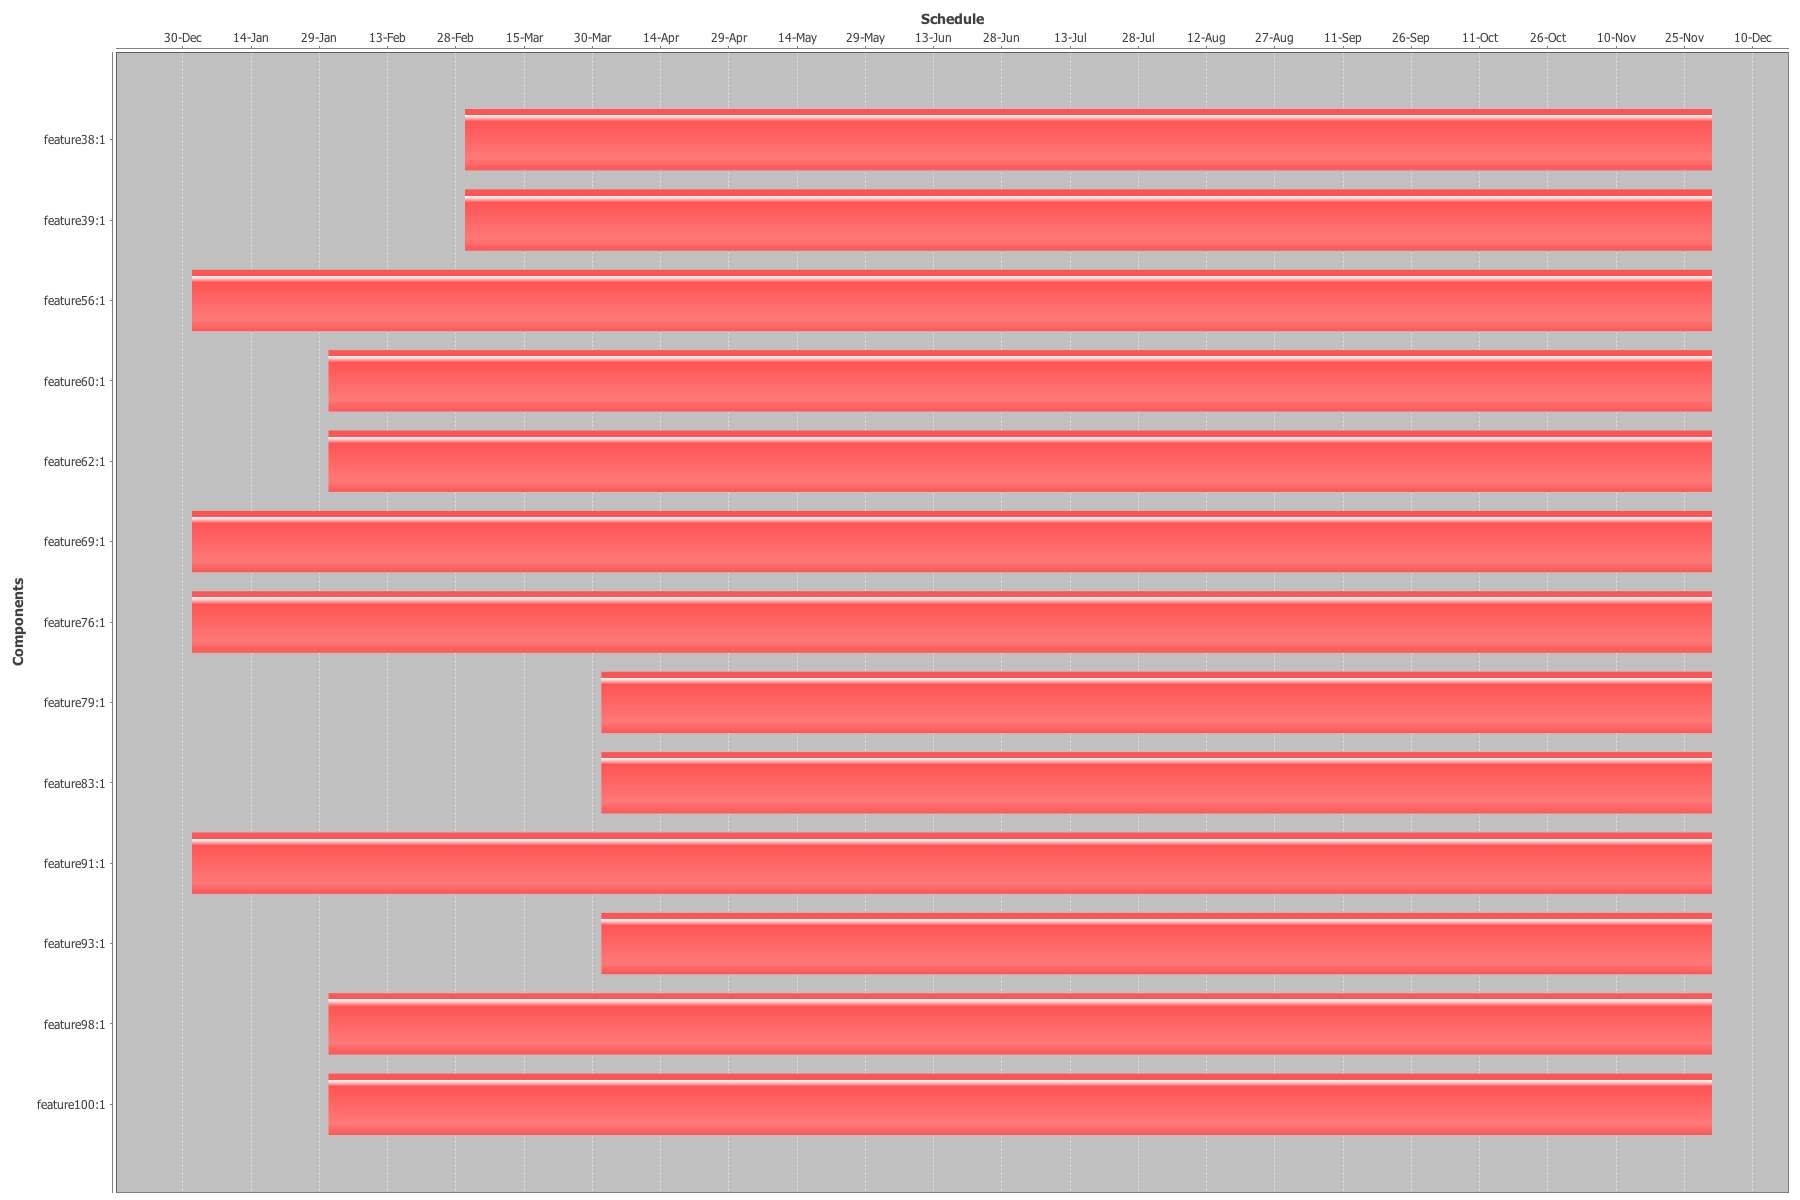 Schedule
30-Dec 14-Jan 29-Jan 13-Feb 28-Feb 15-Mar 30-Mar 14-Apr 29-Apr 14-May 29-May 13-Jun 28-Jun 13-Jul 28-Jul 12-Aug 27-Aug 11-Sep 26-Sep 11-Oct 26-Oct 10-Nov 25-Nov 10-Dec
Components
feature38:1
feature39:1
feature56:1
feature60:1
feature62:1
feature69:1
feature76:1
feature79:1
feature83:1
feature91:1
feature93:1
feature98:1
feature100:1